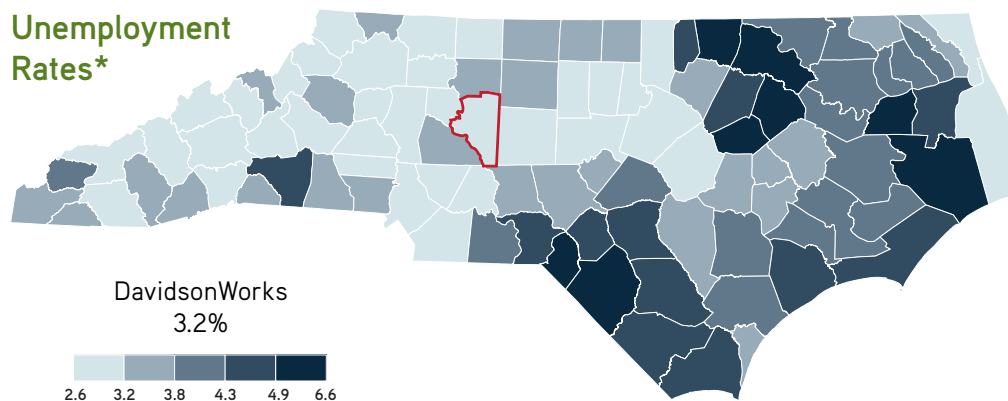 Unemployment
Rates*
DavidsonWorks
3.2%
2.6 3.2 3.8 4.3 4.9 6.6